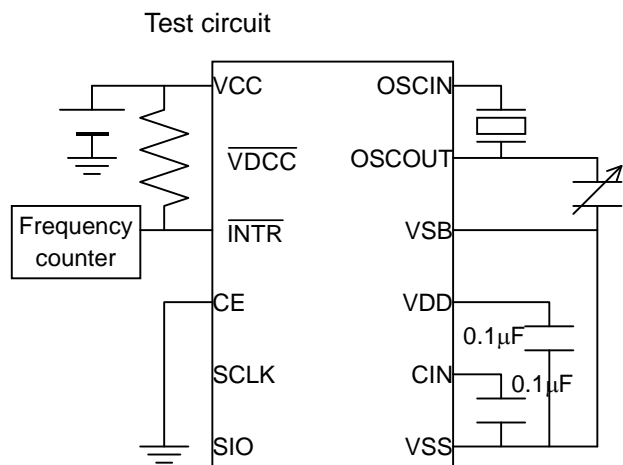 Test circuit
VCC
OSCIN
VDCC
OSCOUT
Frequency
counter
INTR
VSB
CE
VDD
0.1µF
SCLK
CIN
0.1µF
SIO
VSS